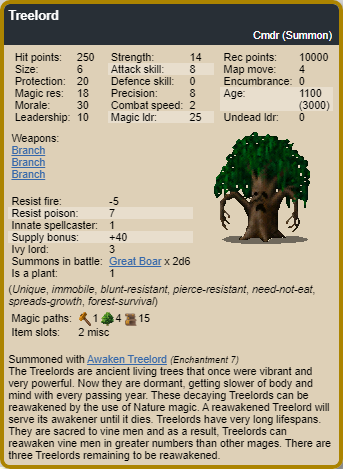 Treelord
Cmdr (Summon)
Hit points: 250 Strength: 14 Rec points: 10000
Size: 6 Attack skill: 8 Map move: 4
Protection: 20 Defence skill: 0 Encumbrance: 0
Magic res: 18 Precision: 8 Age: 1100
Morale: 30 Combat speed: 2 (3000)
Leadership: 10 Magic ldr: 25 Undead ldr: 0
Weapons:
Branch
Branch
Branch
Resist fire: -5
Resist poison: 7
Innate spellcaster: 1
Supply bonus: +40
Ivy lord: 3
Summons in battle: Great Boar x 2d6
Is a plant: 1
(Unique, immobile, blunt-resistant, pierce-resistant, need-not-eat,
spreads-growth, forest-survival)
Magic paths: 1 4 15
Item slots: 2 misc
Summoned with Awaken Treelord (Enchantment 7)
The Treelords are ancient living trees that once were vibrant and
very powerful. Now they are dormant, getting slower of body and
mind with every passing year. These decaying Treelords can be
reawakened by the use of Nature magic. A reawakened Treelord will
serve its awakener until it dies. Treelords have very long lifespans.
They are sacred to vine men and as a result, Treelords can
reawaken vine men in greater numbers than other mages. There are
three Treelords remaining to be reawakened.